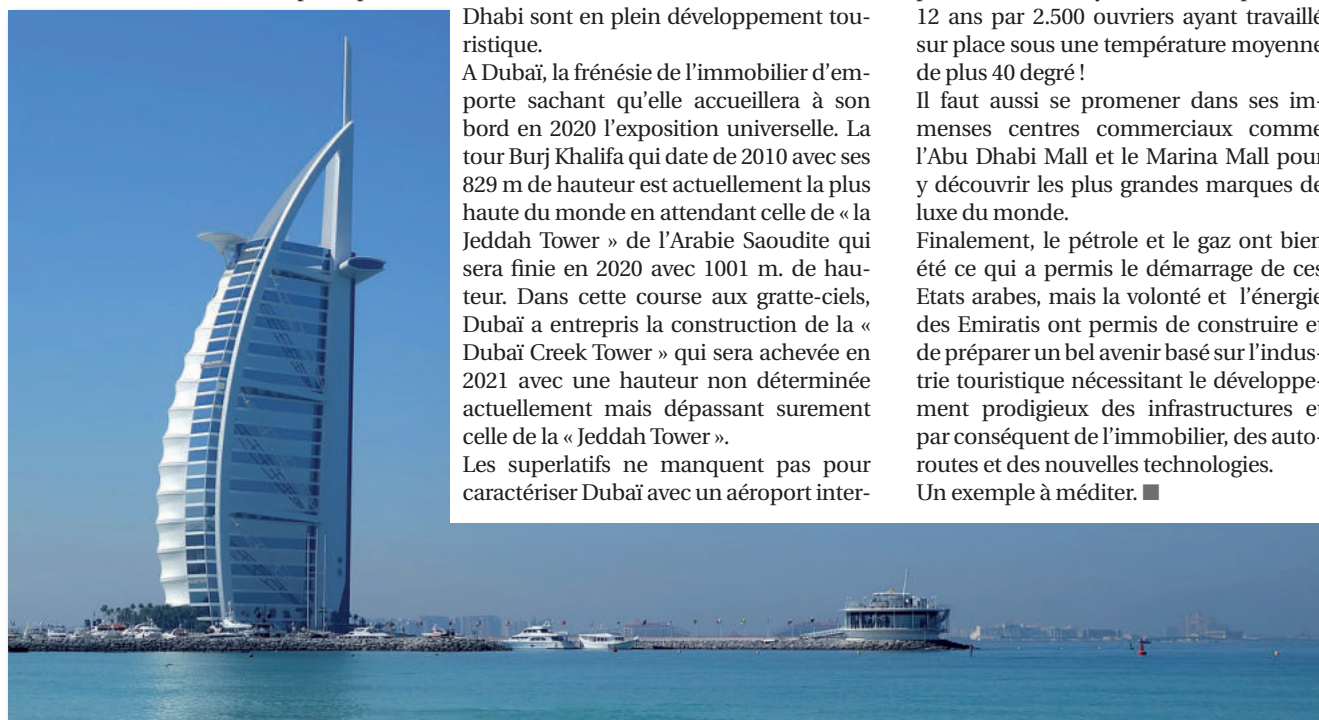 Dhabi sont en plein développement tou-
ristique.
A Dubaï, la frénésie de l'immobilier d'em-
porte sachant qu'elle accueillera à son
bord en 2020 l'exposition universelle. La
tour Burj Khalifa qui date de 2010 avec ses
829 m de hauteur est actuellement la plus
haute du monde en attendant celle de « la
Jeddah Tower » de l'Arabie Saoudite qui
sera finie en 2020 avec 1001 m. de hau-
teur. Dans cette course aux gratte-ciels,
Dubaï a entrepris la construction de la «
Dubaï Creek Tower » qui sera achevée en
2021 avec une hauteur non déterminée
actuellement mais dépassant surement
celle de la « Jeddah Tower ».
Les superlatifs ne manquent pas pour
caractériser Dubaï avec un aéroport inter-
12 ans par 2.500 ouvriers ayant travaillé
sur place sous une température moyenne
de plus 40 degré !
Il faut aussi se promener dans ses im-
menses centres commerciaux comme
l'Abu Dhabi Mall et le Marina Mall pour
y découvrir les plus grandes marques de
luxe du monde.
Finalement, le pétrole et le gaz ont bien
été ce qui a permis le démarrage de ces
Etats arabes, mais la volonté et l'énergie
des Emiratis ont permis de construire et
de préparer un bel avenir basé sur l'indus-
trie touristique nécessitant le développe-
ment prodigieux des infrastructures et
par conséquent de l'immobilier, des auto-
routes et des nouvelles technologies.
Un exemple à méditer. ■